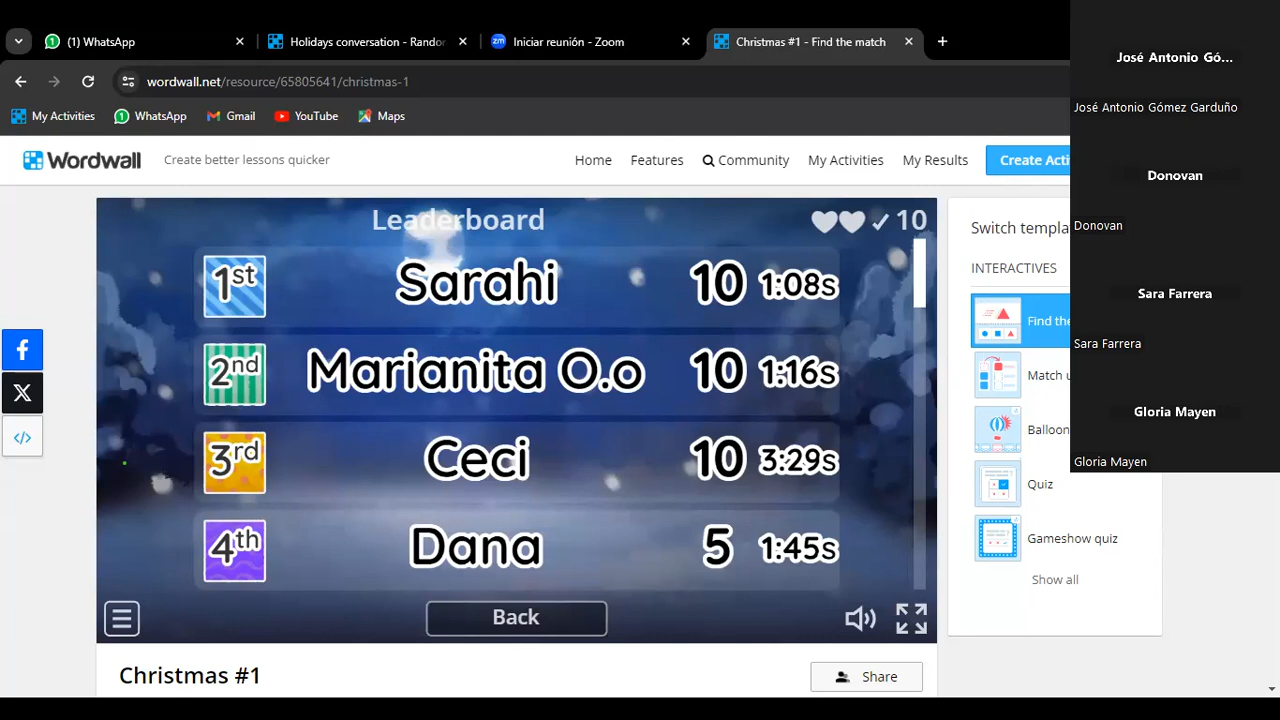 (1) WhatsApp
Holidays conversation - Rando
Iniciar reunión - Zoom
Christmas #1 - Find the match
wordwall.net/resource/65805641/christmas-1
My Activities
WhatsApp
Gmail
YouTube
Maps
Wordwall
Create better lessons quicker
Home
Features
Community
My Activities
My Results
Create Acti
Leaderboard
10
1st Sarahi 10 1:08s
2nd Marianita O.o 10 1:16s
3rd Ceci 10 3:29s
4th Dana 5 1:45s
Back
Christmas #1
Share
Switch templa
INTERACTIVES
Find the
Match u
Balloon
Quiz
Gameshow quiz
Show all
José Antonio Gó...
José Antonio Gómez Garduño
Donovan
Donovan
Sara Farrera
Sara Farrera
Gloria Mayen
Gloria Mayen